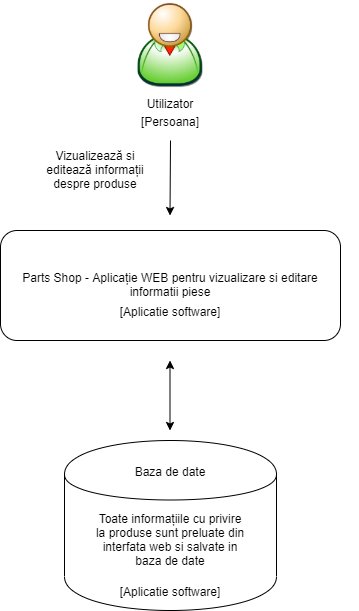 Utilizator
[Persoana]
Vizualizează si
editează informații
despre produse
Parts Shop - Aplicație WEB pentru vizualizare si editare
informatii piese
[Aplicatie software]
Baza de date
Toate informațiile cu privire
la produse sunt preluate din
interfata web si salvate in
baza de date
[Aplicatie software]